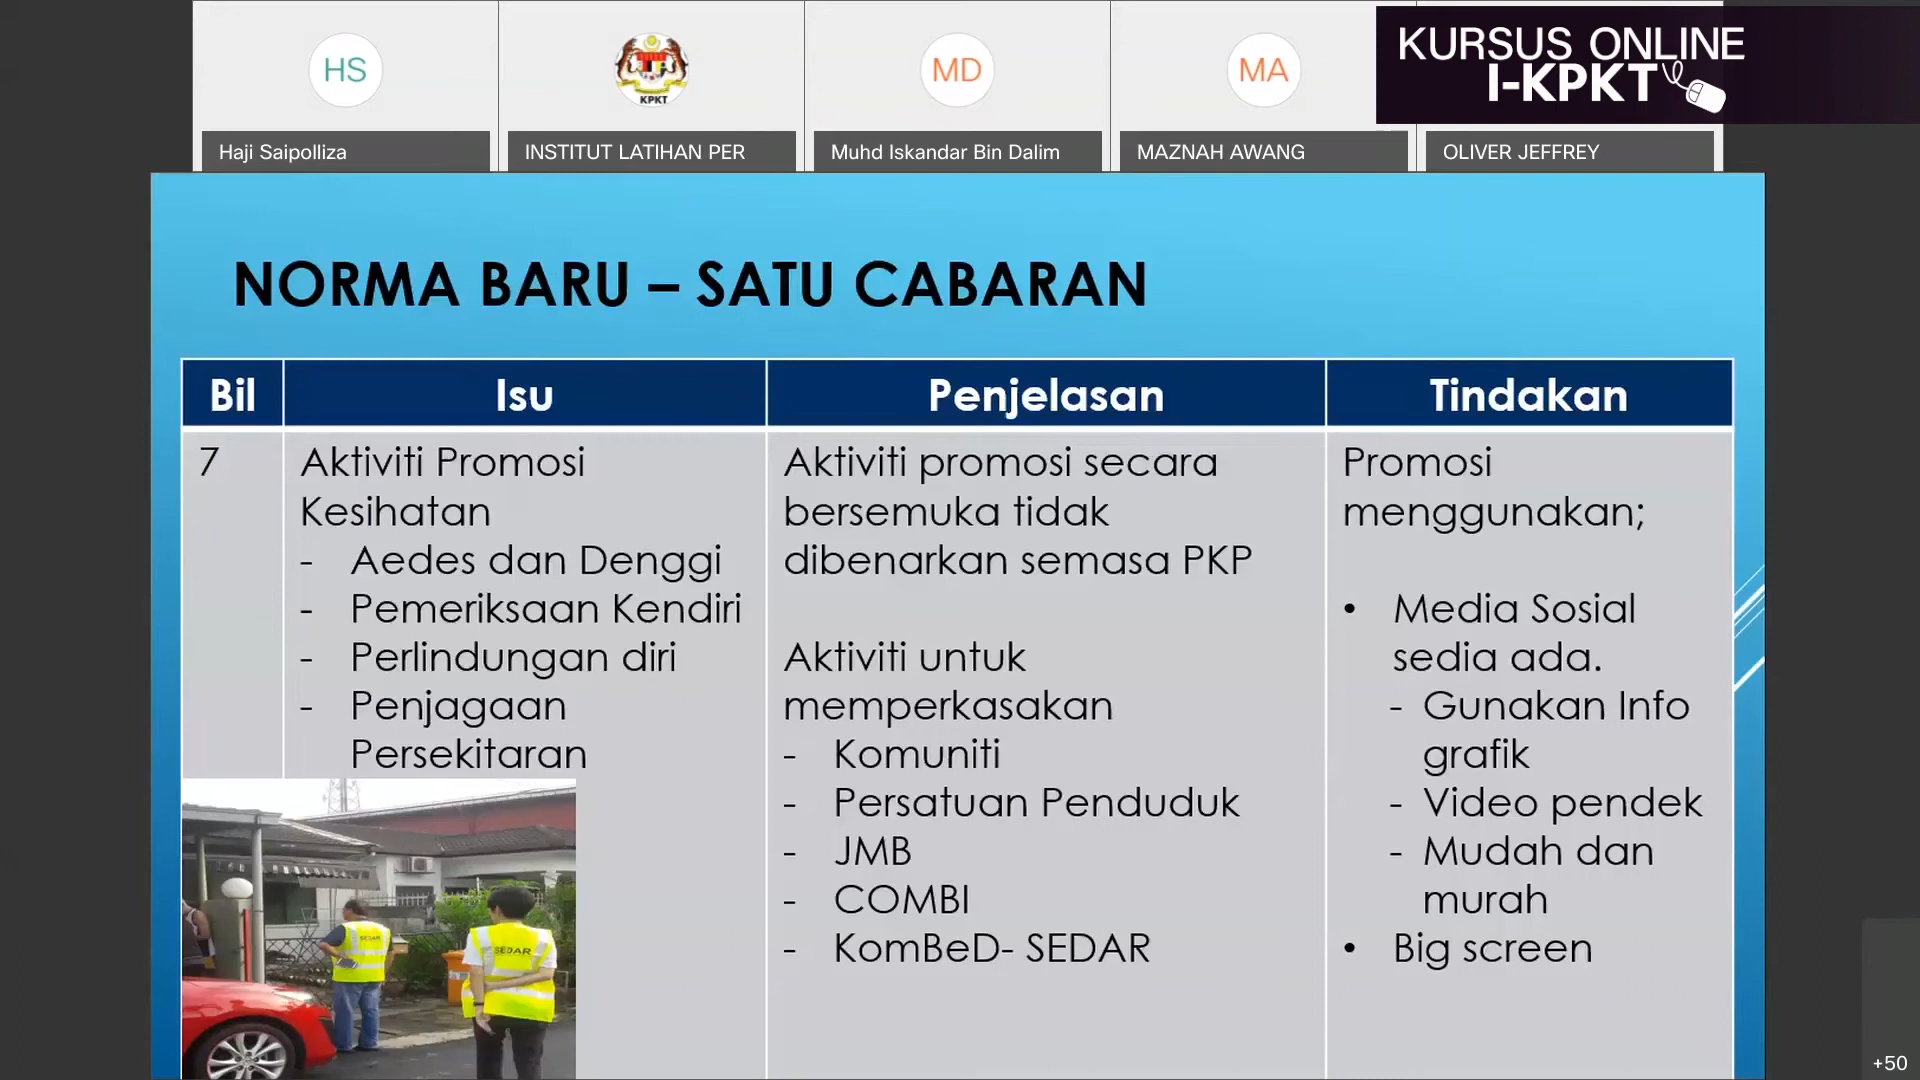 HS
KPKT
MD
MA
KURSUS ONLINE
I-KPKT
Haji Saipolliza
INSTITUT LATIHAN PER
Muhd Iskandar Bin Dalim
MAZNAH AWANG
OLIVER JEFFREY
NORMA BARU – SATU CABARAN
Bil
Isu
Penjelasan
Tindakan
7
Aktiviti Promosi
Kesihatan
- Aedes dan Denggi
- Pemeriksaan Kendiri
- Perlindungan diri
- Penjagaan
Persekitaran
Aktiviti promosi secara
bersemuka tidak
dibenarkan semasa PKP
Aktiviti untuk
memperkasakan
- Komuniti
- Persatuan Penduduk
- JMB
- COMBI
- KomBeD- SEDAR
Promosi
menggunakan;
• Media Sosial
sedia ada.
- Gunakan Info
grafik
- Video pendek
- Mudah dan
murah
• Big screen
SEDAR
SEDAR
+50